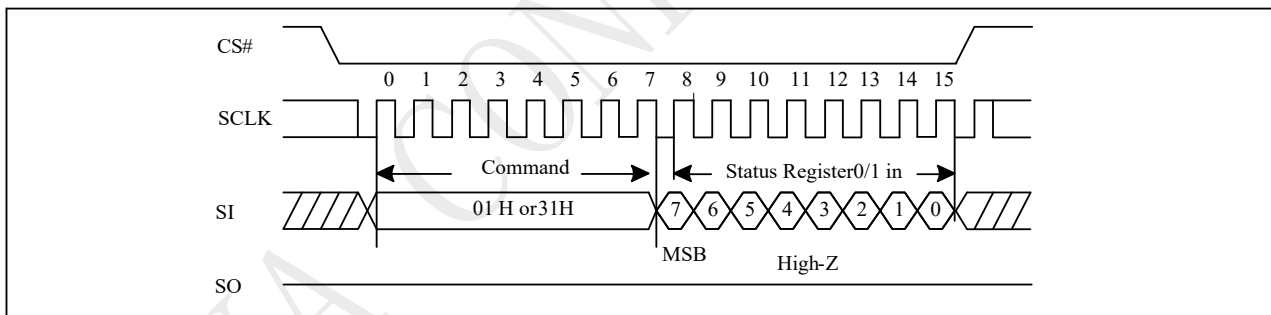 CS#
0 1 2 3 4 5 6 7 8 9 10 11 12 13 14 15
SCLK
Command Status Register0/1 in
SI 01 H or31H 7 6 5 4 3 2 1 0
MSB High-Z
SO